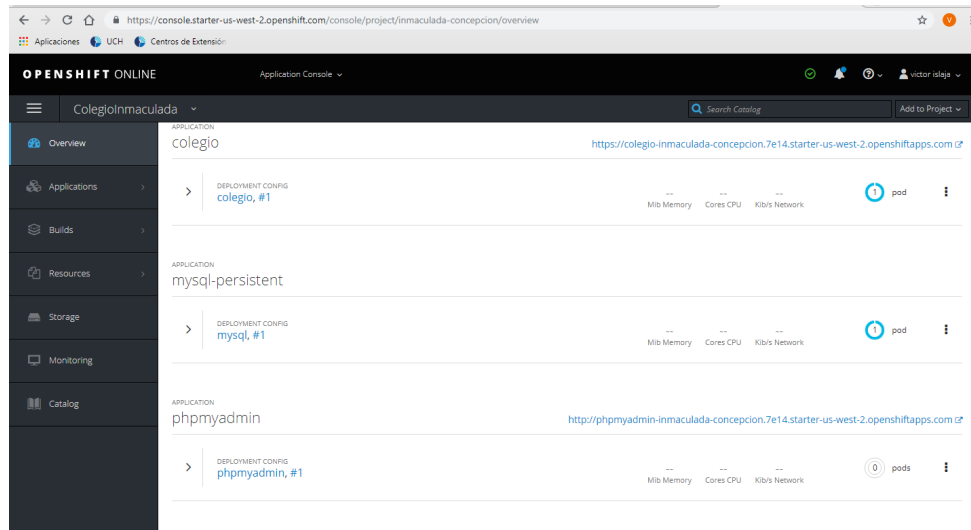 https://console.starter-us-west-2.openshift.com/console/project/inmaculada-concepcion/overview
V
Aplicaciones UCH Centros de Extensión
OPENSHIFT ONLINE Application Console victor islaja
ColegioInmaculada Search Catalog Add to Project
Overview
Applications
Builds
Resources
Storage
Monitoring
Catalog
APPLICATION
colegio https://colegio-inmaculada-concepcion.7e14.starter-us-west-2.openshiftapps.com
DEPLOYMENT CONFIG
colegio, #1 -- -- -- 1 pod
Mib Memory Cores CPU Kib/s Network
APPLICATION
mysql-persistent
DEPLOYMENT CONFIG
mysql, #1 -- -- -- 1 pod
Mib Memory Cores CPU Kib/s Network
APPLICATION
phpmyadmin http://phpmyadmin-inmaculada-concepcion.7e14.starter-us-west-2.openshiftapps.com
DEPLOYMENT CONFIG
phpmyadmin, #1 -- -- -- 0 pods
Mib Memory Cores CPU Kib/s Network